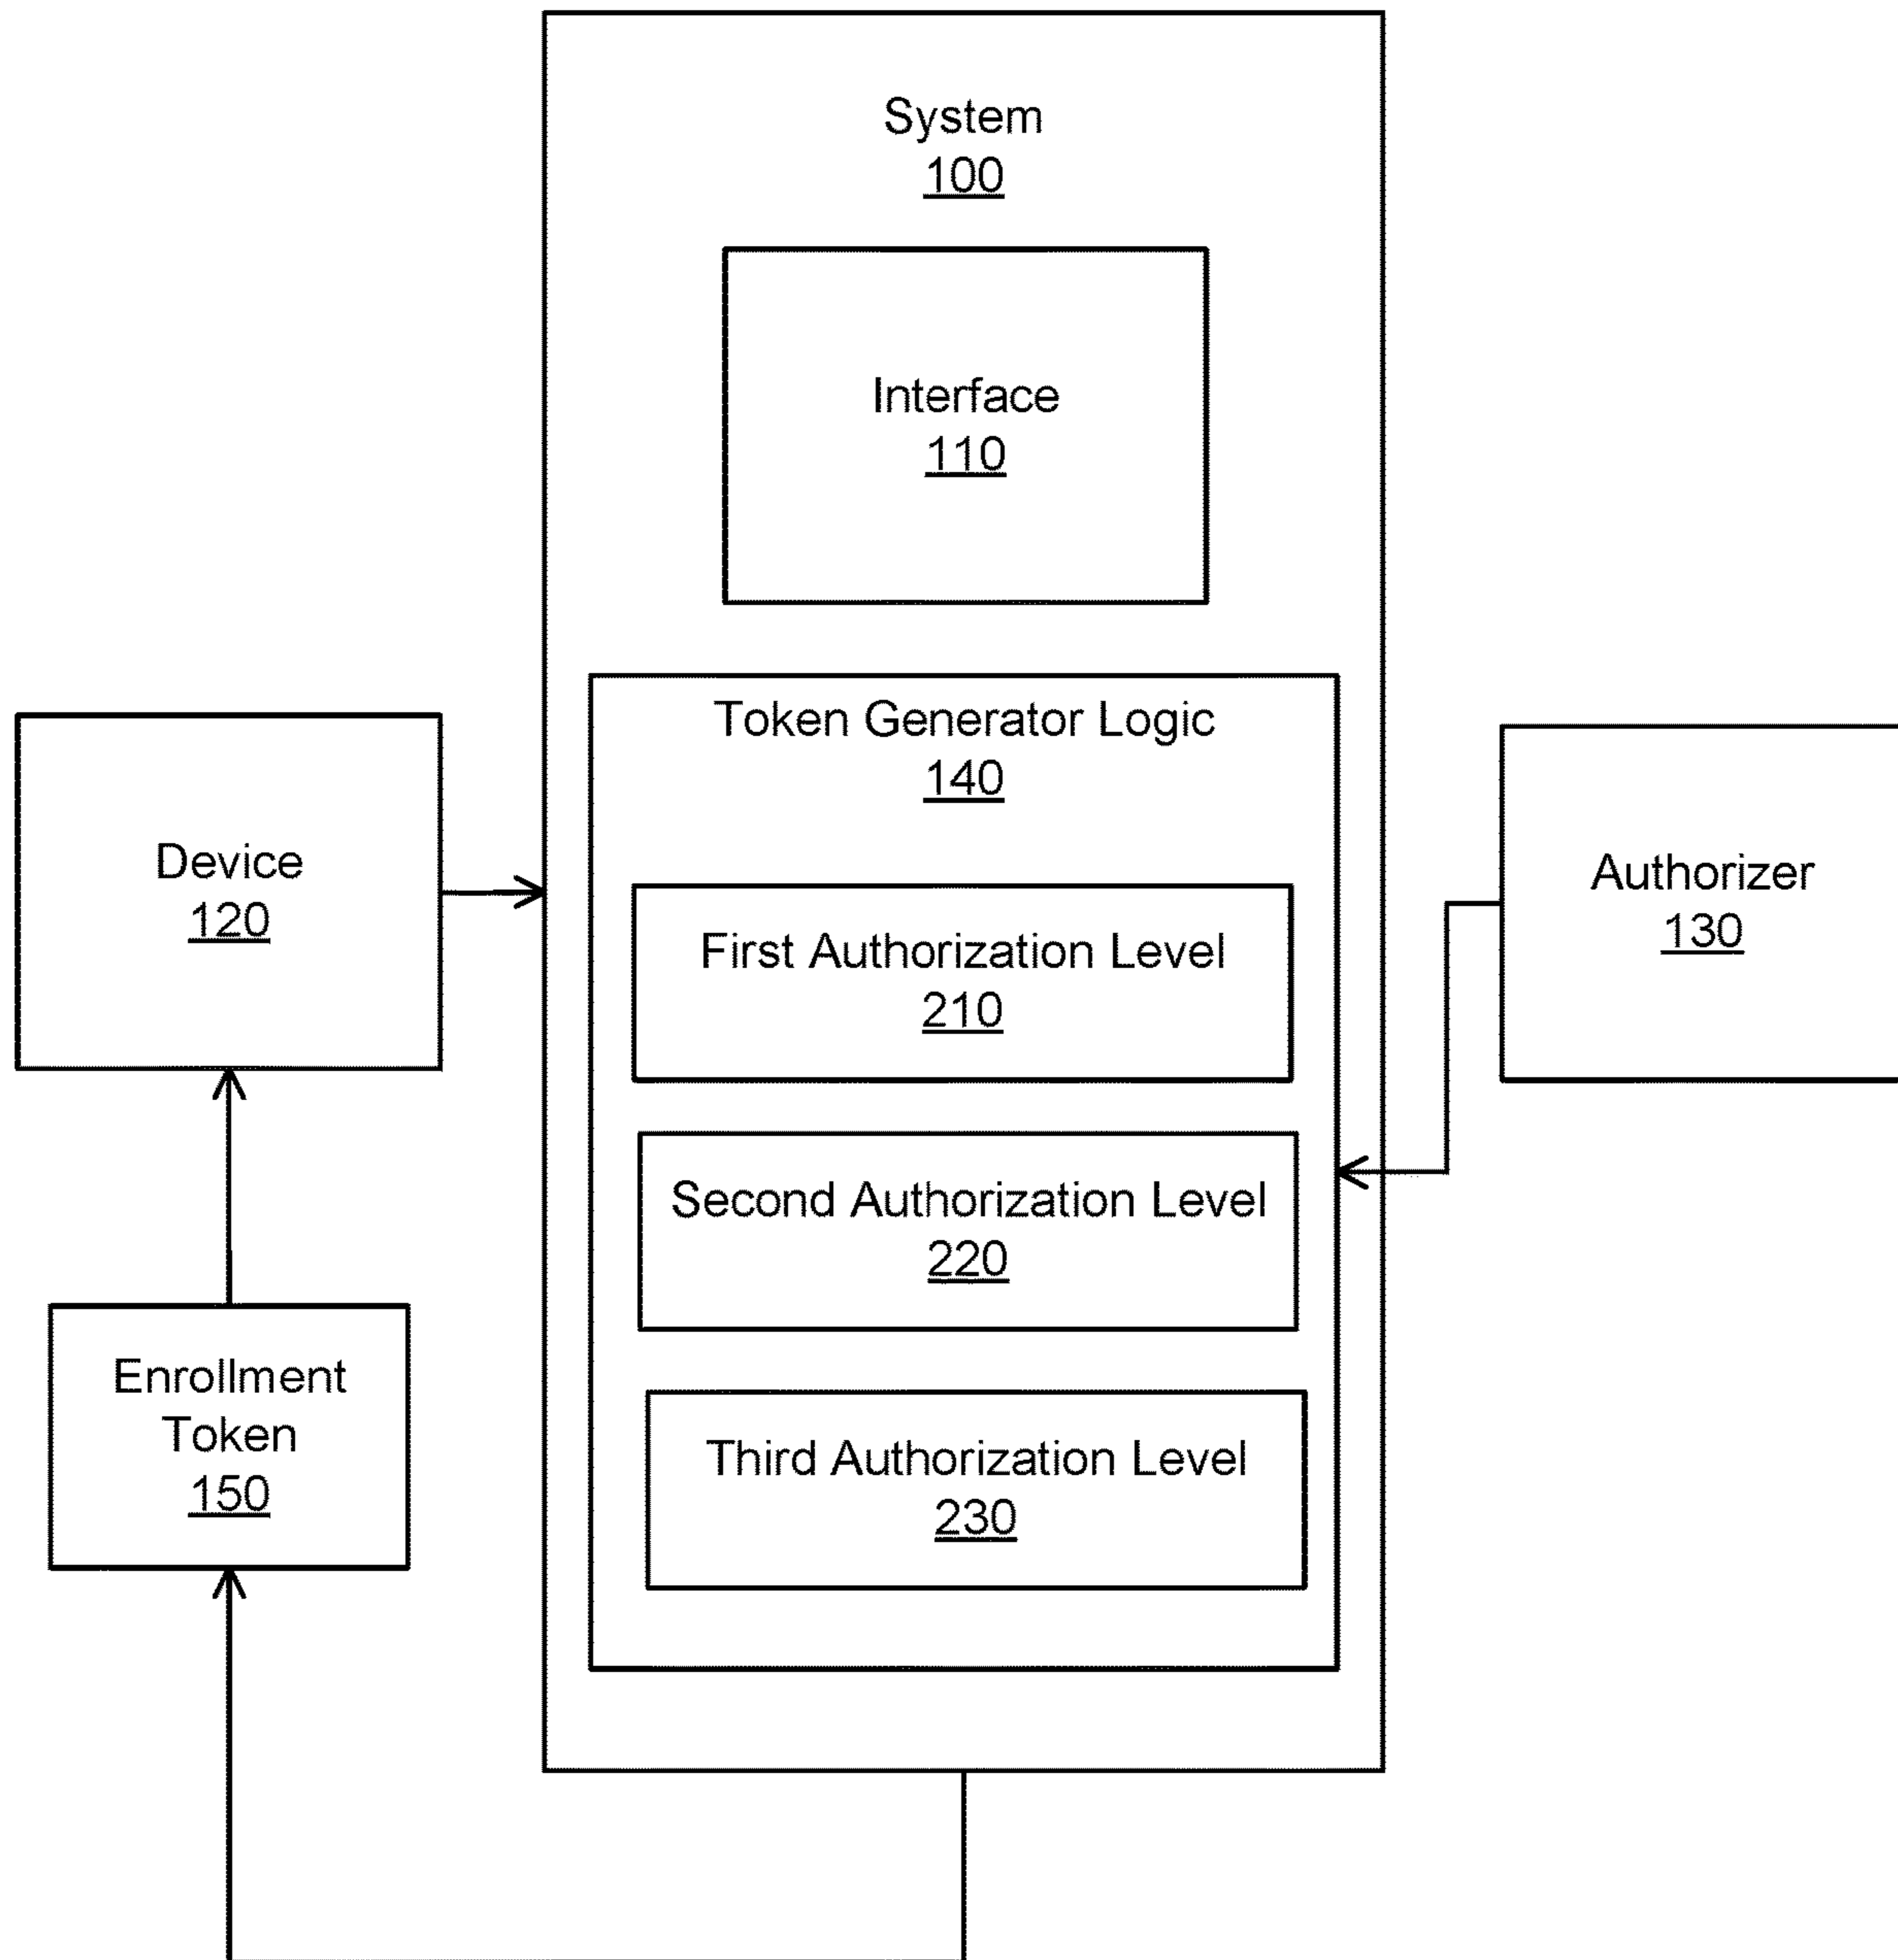 System
100
Interface
110
Token Generator Logic
140
Device
120
First Authorization Level
210
Authorizer
130
Second Authorization Level
220
Enrollment
Token
150
Third Authorization Level
230